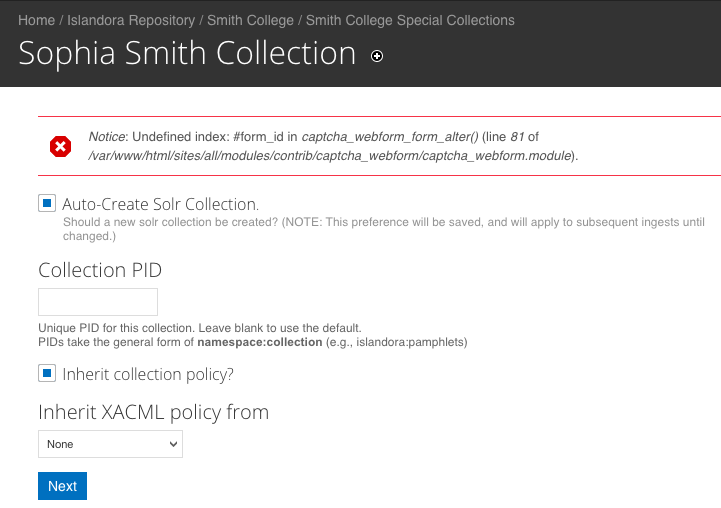 Home / Islandora Repository / Smith College / Smith College Special Collections
Sophia Smith Collection
Notice: Undefined index: #form_id in captcha_webform_form_alter() (line 81 of
/var/www/html/sites/all/modules/contrib/captcha_webform/captcha_webform.module).
Auto-Create Solr Collection.
Should a new solr collection be created? (NOTE: This preference will be saved, and will apply to subsequent ingests until
changed.)
Collection PID
Unique PID for this collection. Leave blank to use the default.
PIDs take the general form of namespace:collection (e.g., islandora:pamphlets)
Inherit collection policy?
Inherit XACML policy from
None
Next